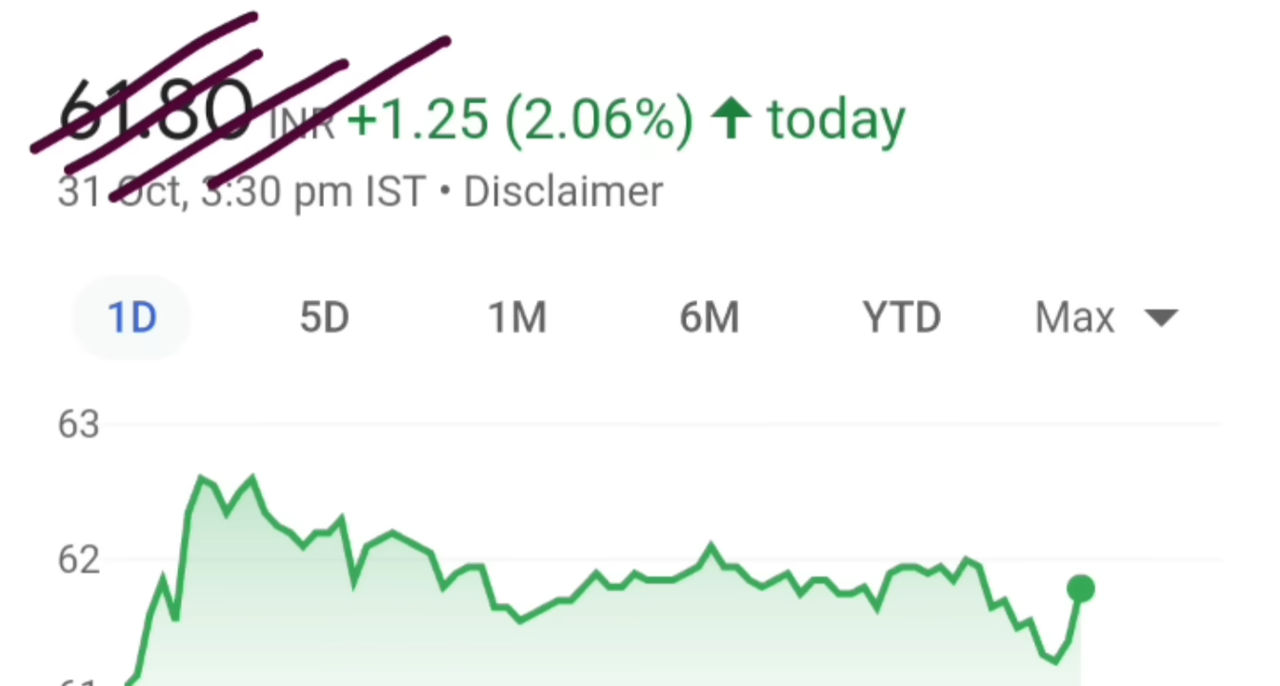 61.80 INR +1.25 (2.06%) ↑ today
31 Oct, 3:30 pm IST • Disclaimer
1D 5D 1M 6M YTD Max
63
62
61